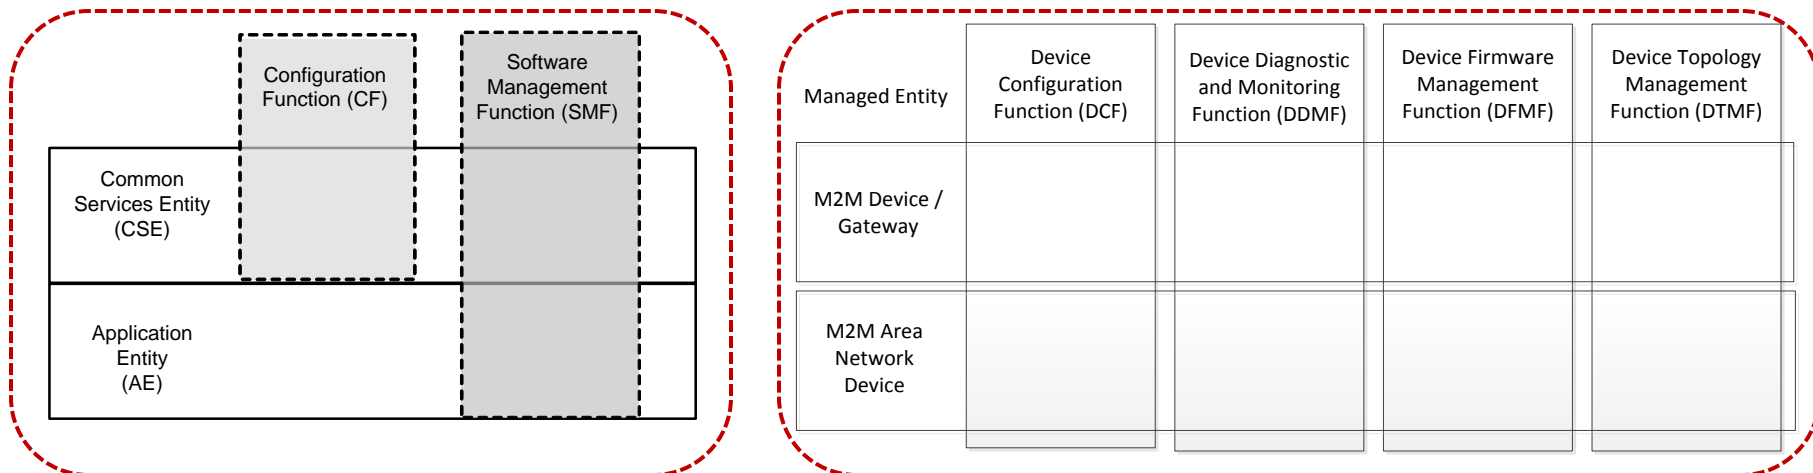 Configuration
Function (CF)
Software
Management
Function (SMF)
Common
Services Entity
(CSE)
Application
Entity
(AE)
Managed Entity
Device
Configuration
Function (DCF)
Device Diagnostic
and Monitoring
Function (DDMF)
Device Firmware
Management
Function (DFMF)
Device Topology
Management
Function (DTMF)
M2M Device /
Gateway
M2M Area
Network
Device